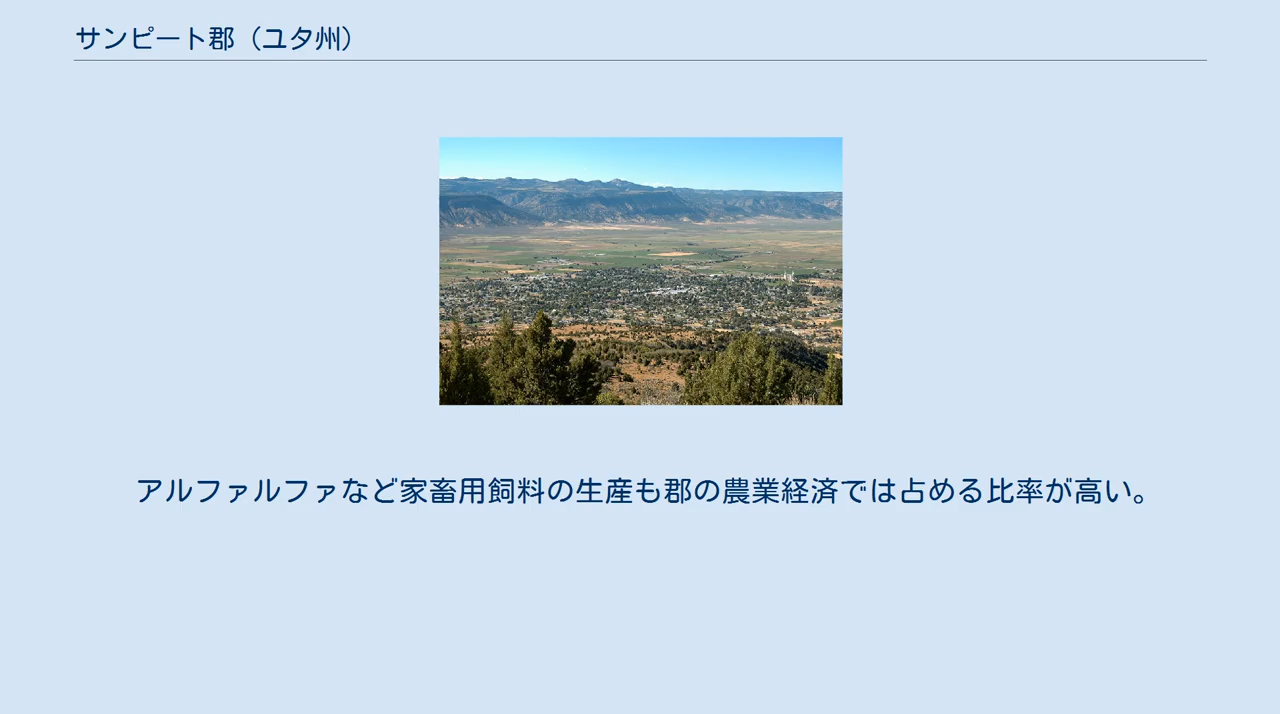 サンピート郡（ユタ州）
アルファルファなど家畜用飼料の生産も郡の農業経済では占める比率が高い。